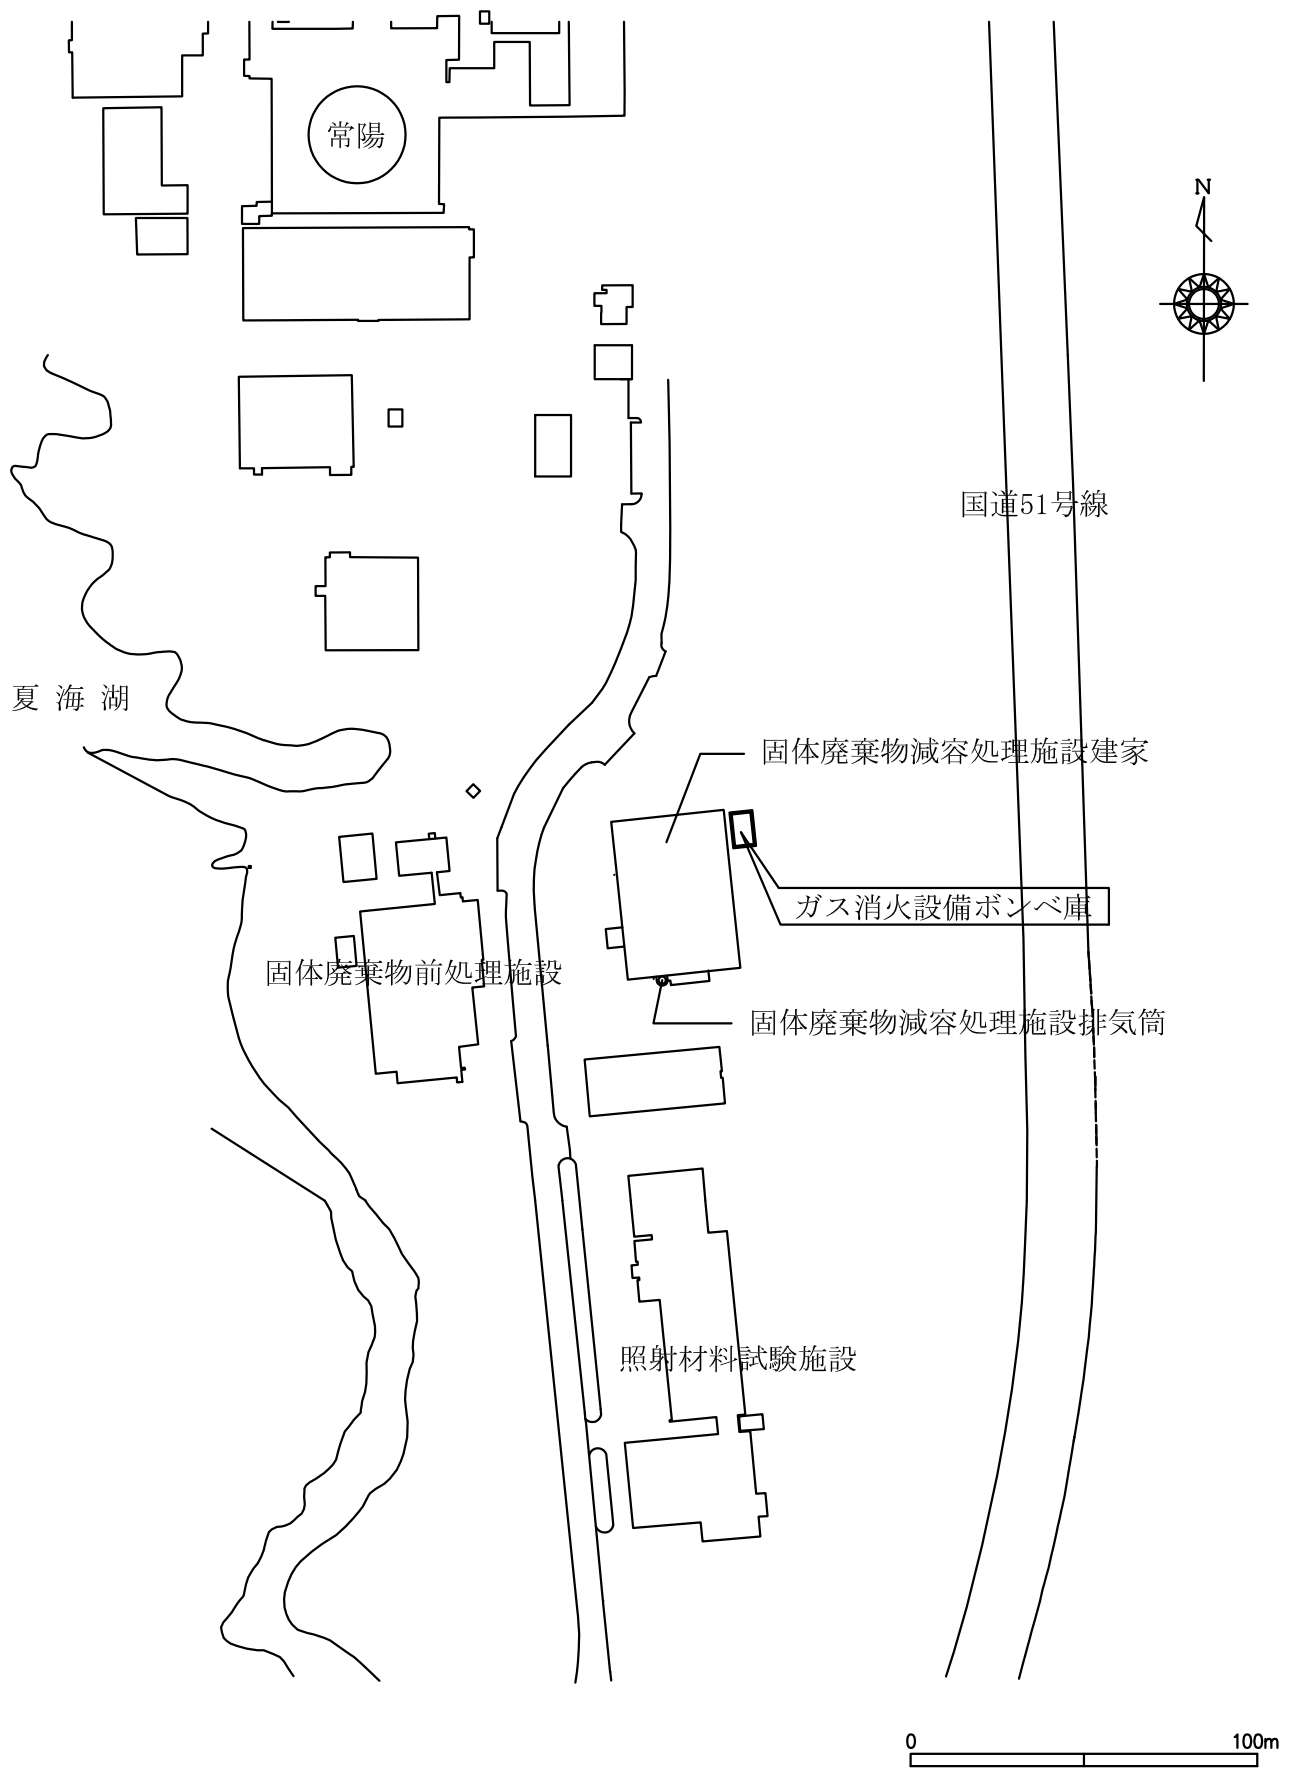 常陽
N
国道51号線
夏海湖
固体廃棄物減容処理施設建家
ガス消火設備ボンベ庫
固体廃棄物前処理施設
固体廃棄物減容処理施設排気筒
照射材料試験施設
0
100m